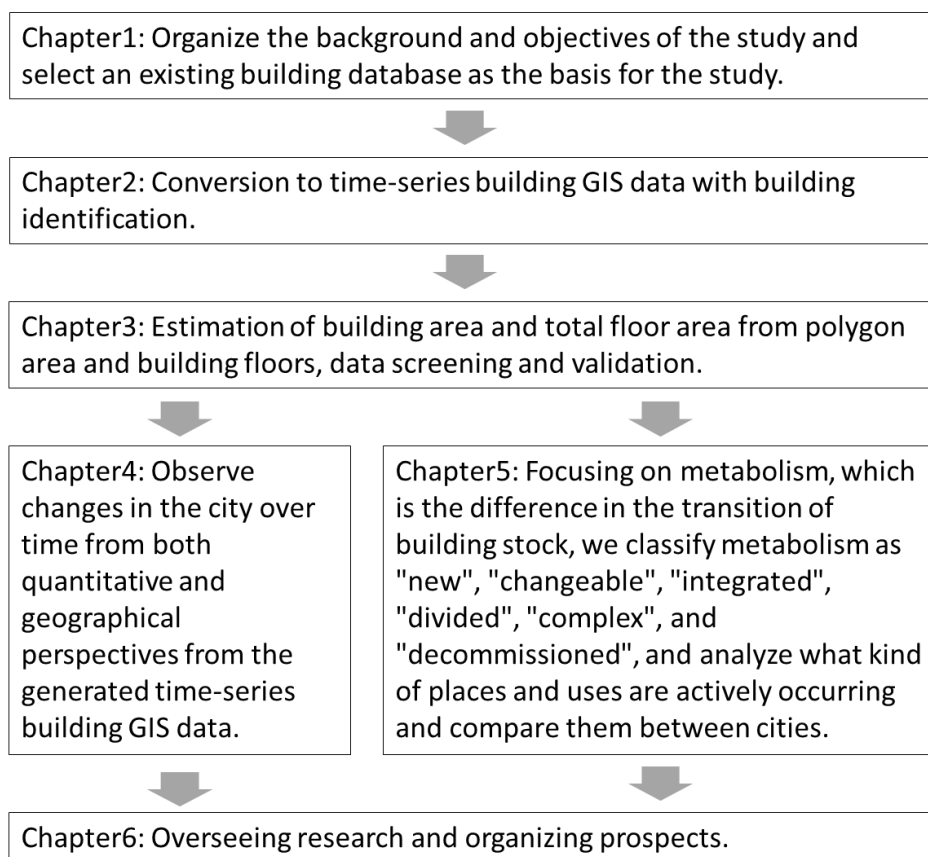 Chapter1: Organize the background and objectives of the study and
select an existing building database as the basis for the study.
Chapter2: Conversion to time-series building GIS data with building
identification.
Chapter3: Estimation of building area and total floor area from polygon
area and building floors, data screening and validation.
Chapter4: Observe
changes in the city over
time from both
quantitative and
geographical
perspectives from the
generated time-series
building GIS data.
Chapter5: Focusing on metabolism, which
is the difference in the transition of
building stock, we classify metabolism as
"new", "changeable", "integrated",
"divided", "complex", and
"decommissioned", and analyze what kind
of places and uses are actively occurring
and compare them between cities.
Chapter6: Overseeing research and organizing prospects.